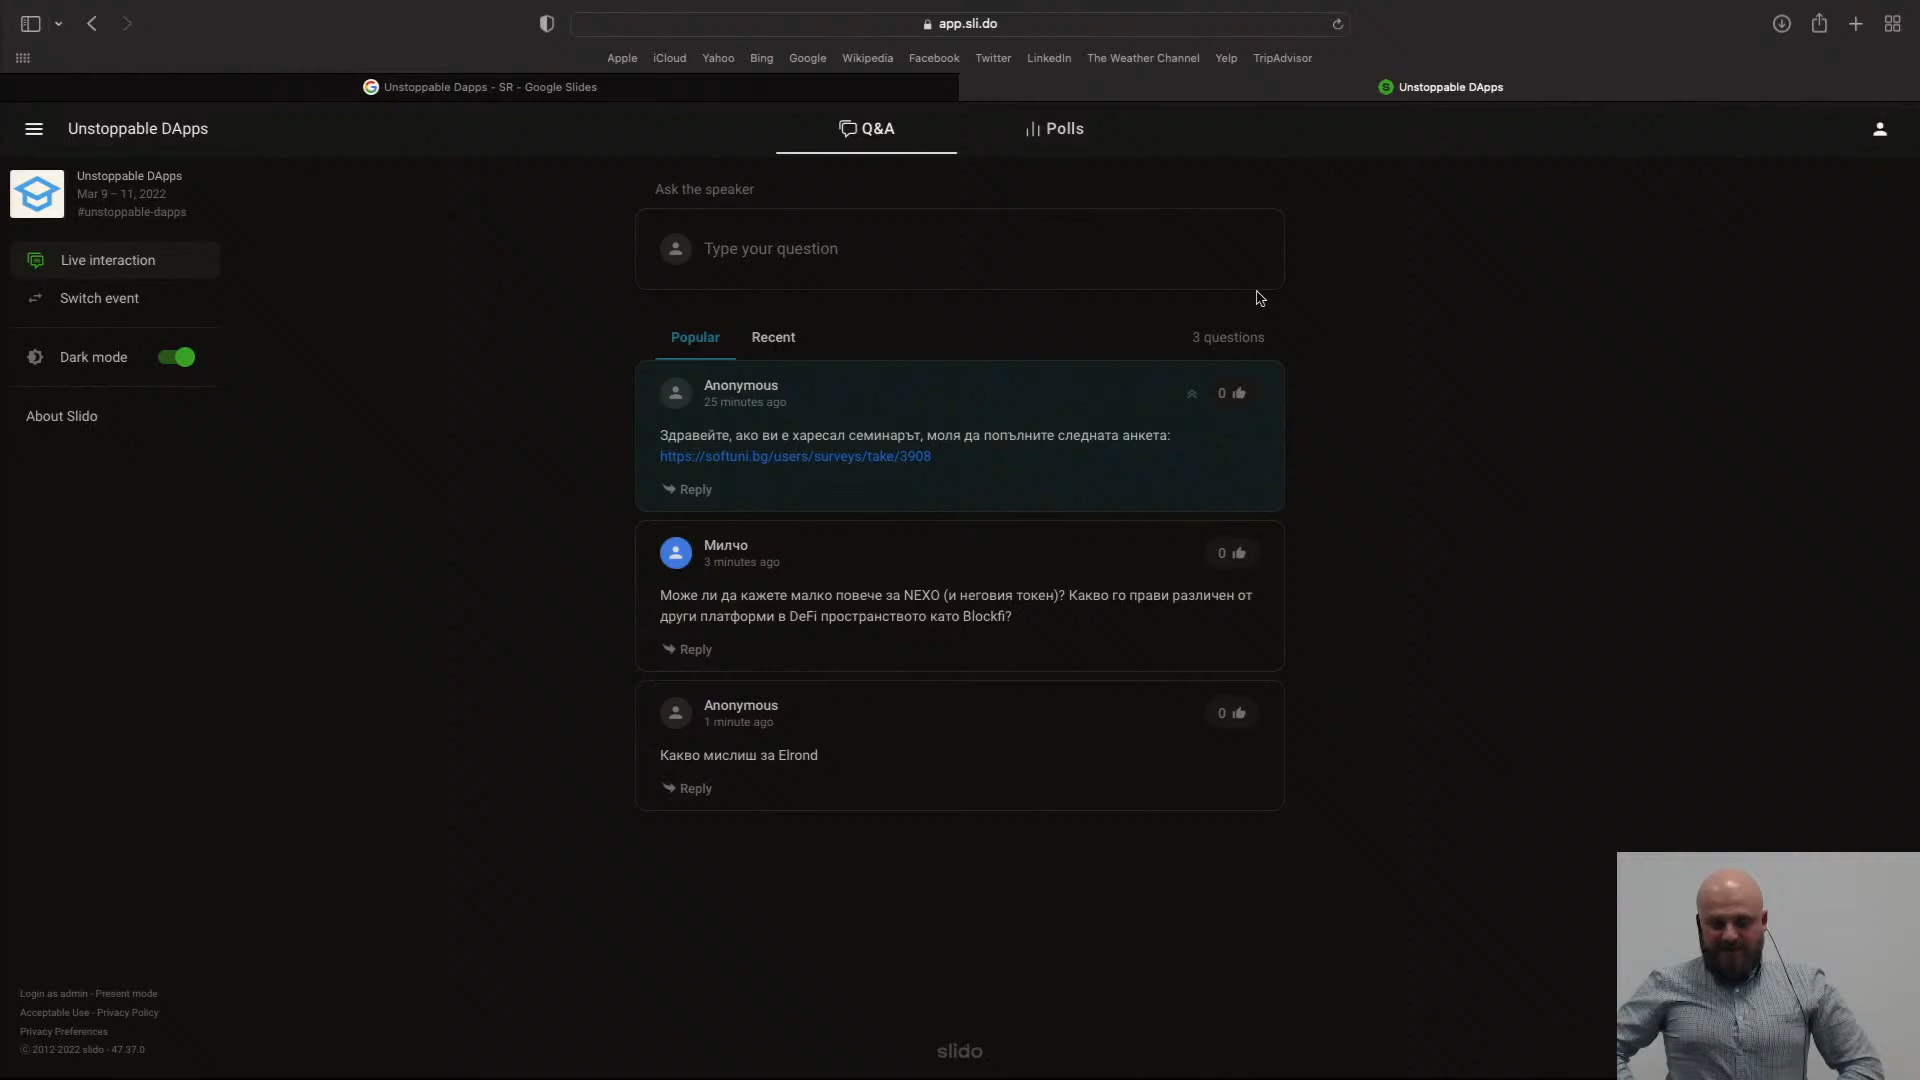 app.sli.do
Apple iCloud Yahoo Bing Google Wikipedia Facebook Twitter LinkedIn The Weather Channel Yelp TripAdvisor
Unstoppable Dapps - SR - Google Slides
Unstoppable DApps
Unstoppable DApps
Q&A
Polls
Unstoppable DApps
Mar 9 – 11, 2022
#unstoppable-dapps
Live interaction
Switch event
Dark mode
About Slido
Ask the speaker
Type your question
Popular Recent 3 questions
Anonymous
25 minutes ago
0
Здравейте, ако ви е харесал семинарът, моля да попълните следната анкета:
https://softuni.bg/users/surveys/take/3908
Reply
Милчо
3 minutes ago
0
Може ли да кажете малко повече за NEXO (и неговия токен)? Какво го прави различен от
други платформи в DeFi пространството като Blockfi?
Reply
Anonymous
1 minute ago
0
Какво мислиш за Elrond
Reply
Login as admin - Present mode
Acceptable Use - Privacy Policy
Privacy Preferences
© 2012-2022 slido - 47.37.0
slido